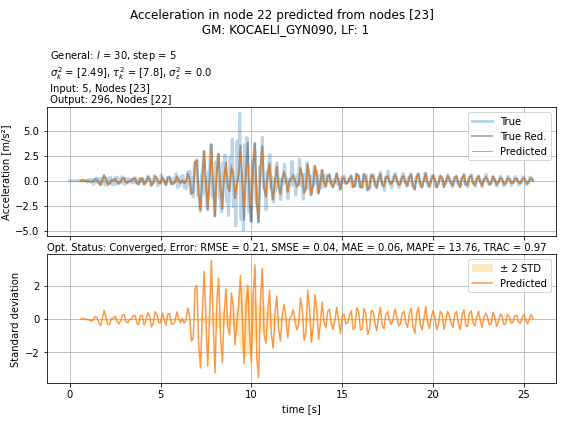 Acceleration in node 22 predicted from nodes [23]
GM: KOCAELI_GYN090, LF: 1
General: l = 30, step = 5
σ²ₖ = [2.49], τ²ₖ = [7.8], σ²ε = 0.0
Input: 5, Nodes [23]
Output: 296, Nodes [22]
Acceleration [m/s²]
5.0
2.5
0.0
−2.5
−5.0
True
True Red.
Predicted
Opt. Status: Converged, Error: RMSE = 0.21, SMSE = 0.04, MAE = 0.06, MAPE = 13.76, TRAC = 0.97
Standard deviation
2
0
−2
± 2 STD
Predicted
0
5
10
15
20
25
time [s]